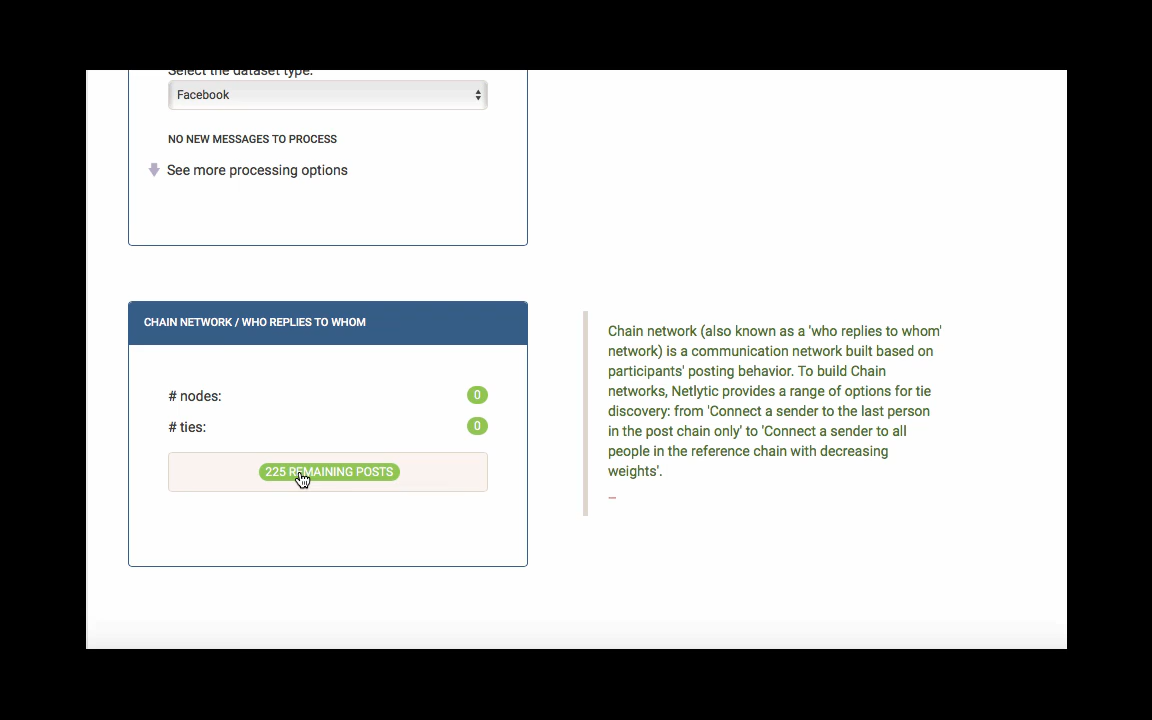 Select the dataset type:
Facebook
NO NEW MESSAGES TO PROCESS
See more processing options
CHAIN NETWORK / WHO REPLIES TO WHOM
# nodes: 0
# ties: 0
225 REMAINING POSTS
Chain network (also known as a 'who replies to whom'
network) is a communication network built based on
participants' posting behavior. To build Chain
networks, Netlytic provides a range of options for tie
discovery: from 'Connect a sender to the last person
in the post chain only' to 'Connect a sender to all
people in the reference chain with decreasing
weights'.
—